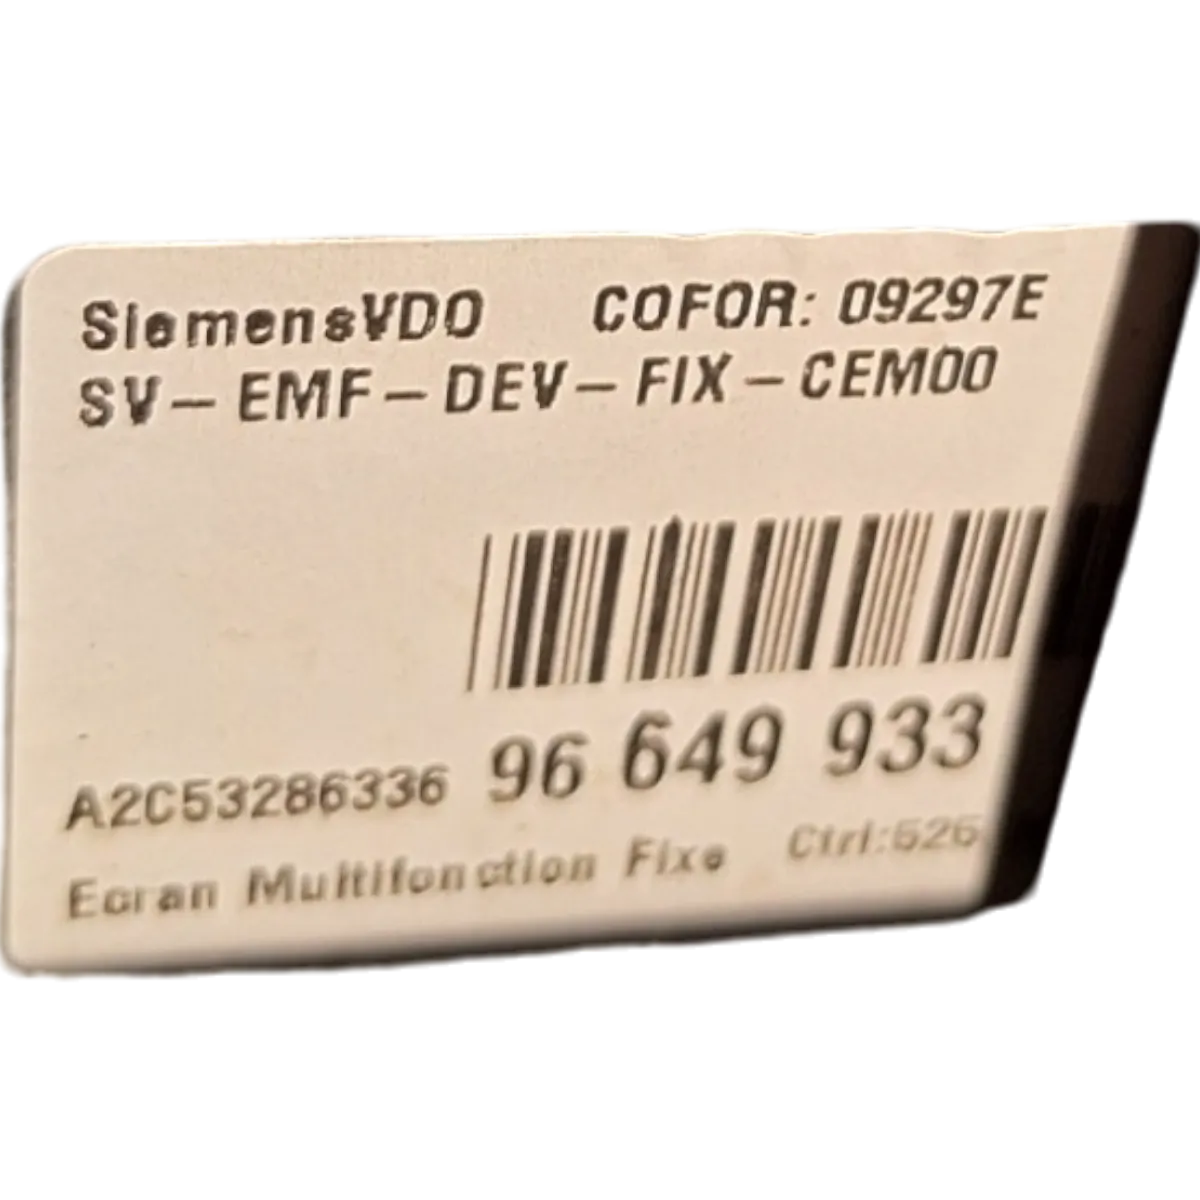 SiemensVDO COFOR: 09297E
SV-EMF-DEV-FIX-CEM00
A2C53286336 96 649 933
Ecran Multifonction Fixe Ctrl:526